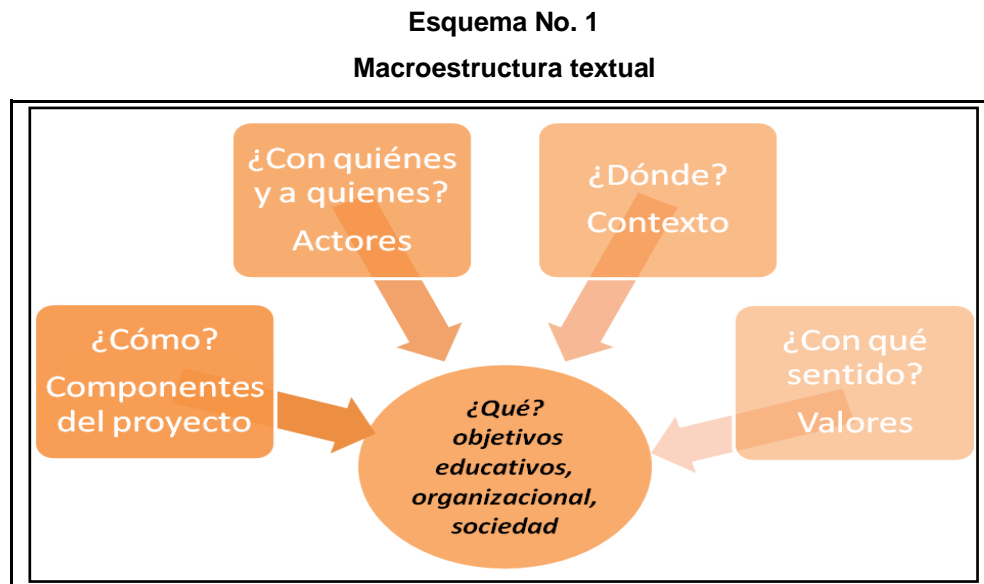 Esquema No. 1
Macroestructura textual
¿Con quiénes
y a quienes?
Actores
¿Dónde?
Contexto
¿Cómo?
Componentes
del proyecto
¿Con qué
sentido?
Valores
¿Qué?
objetivos
educativos,
organizacional,
sociedad